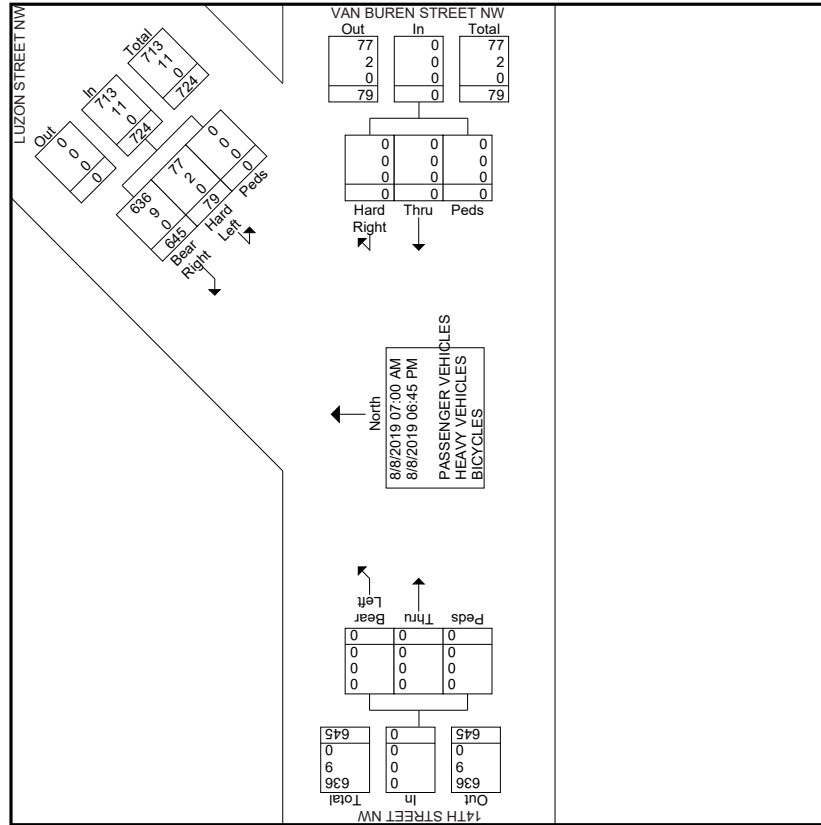 LUZON STREET NW
Out
0
0
0
0
In
713
11
0
724
Total
713
11
0
724
636
9
0
645
Bear
Right
77
2
0
79
Hard
Left
0
0
0
0
Peds
VAN BUREN STREET NW
Out In Total
77 0 77
2 0 2
0 0 0
79 0 79
0 0 0
0 0 0
0 0 0
0 0 0
Hard Thru Peds
Right
North
8/8/2019 07:00 AM
8/8/2019 06:45 PM
PASSENGER VEHICLES
HEAVY VEHICLES
BICYCLES
Left
Bear Thru Peds
0 0 0
0 0 0
0 0 0
0 0 0
645 0 645
0 0 0
9 0 9
636 0 636
Total In Out
14TH STREET NW